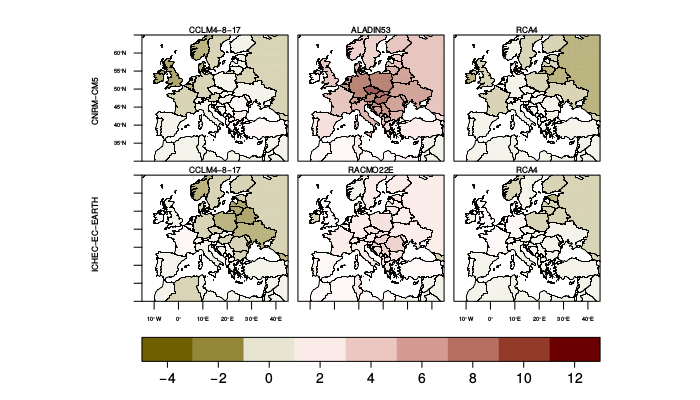 CCLM4−8−17 ALADIN53 RCA4
CNRM−CM5
60°N
55°N
50°N
45°N
40°N
35°N
CCLM4−8−17 RACMO22E RCA4
ICHEC−EC−EARTH
10°W 0° 10°E 20°E 30°E 40°E 10°W 0° 10°E 20°E 30°E 40°E
−4 −2 0 2 4 6 8 10 12